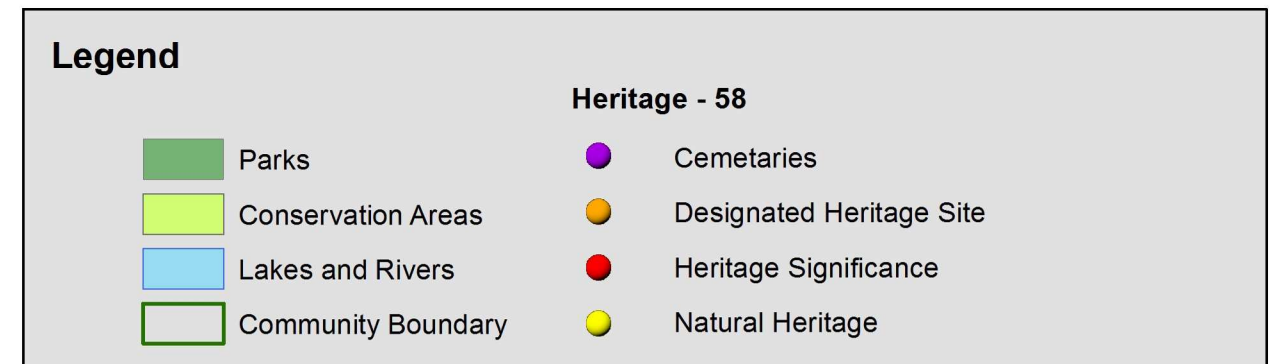 Legend
Heritage - 58
Parks
Cemetaries
Conservation Areas
Designated Heritage Site
Lakes and Rivers
Heritage Significance
Community Boundary
Natural Heritage